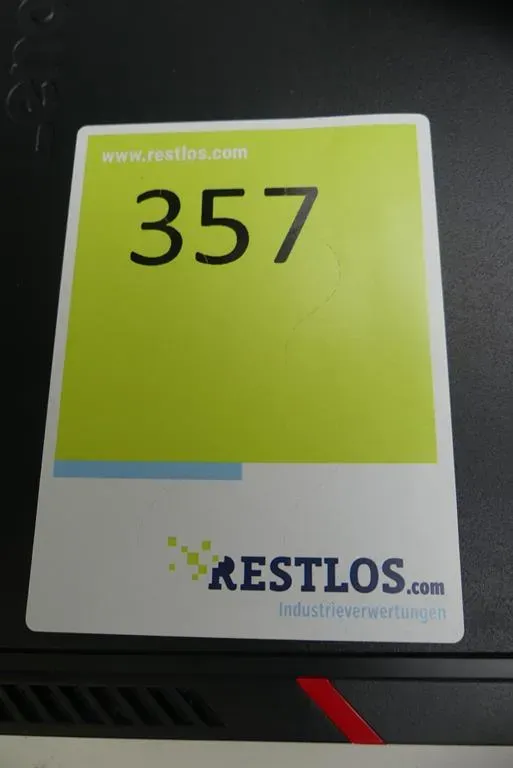 www.restlos.com
357
RESTLOS.com
Industrieverwertungen